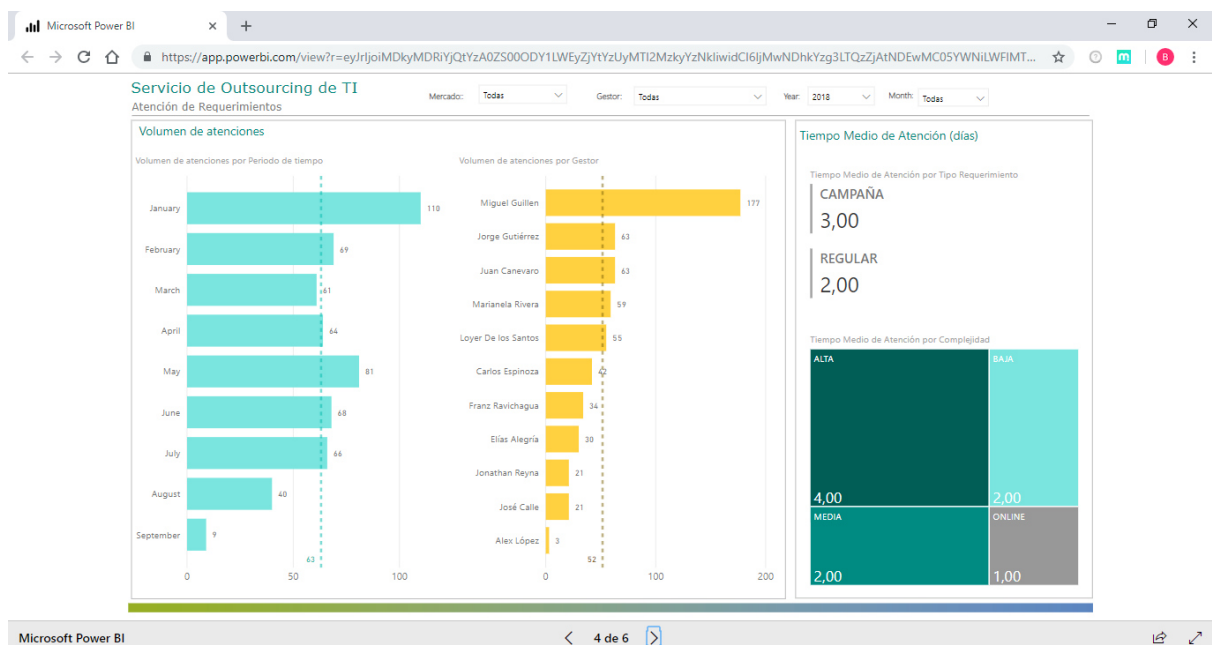 Microsoft Power BI
https://app.powerbi.com/view?r=eyJrIjoiMDkyMDRiYjQtYzA0ZS00ODY1LWEyZjYtYzUyMTI2MzkyYzNkIiwidCI6IjMwNDhkYzg3LTQzZjAtNDEwMC05YWNiLWFlMT...
B
Servicio de Outsourcing de TI
Atención de Requerimientos
Mercado: Todas
Gestor: Todas
Year: 2018
Month: Todas
Volumen de atenciones
Volumen de atenciones por Periodo de tiempo
January 110
February 69
March 61
April 64
May 81
June 68
July 66
August 40
September 9
63
0 50 100
Volumen de atenciones por Gestor
Miguel Guillen 177
Jorge Gutiérrez 63
Juan Canevaro 63
Marianela Rivera 59
Loyer De los Santos 55
Carlos Espinoza 42
Franz Ravichagua 34
Elías Alegría 30
Jonathan Reyna 21
José Calle 21
Alex López 3
52
0 100 200
Tiempo Medio de Atención (días)
Tiempo Medio de Atención por Tipo Requerimiento
CAMPAÑA
3,00
REGULAR
2,00
Tiempo Medio de Atención por Complejidad
ALTA
4,00
BAJA
2,00
MEDIA
2,00
ONLINE
1,00
Microsoft Power BI
4 de 6